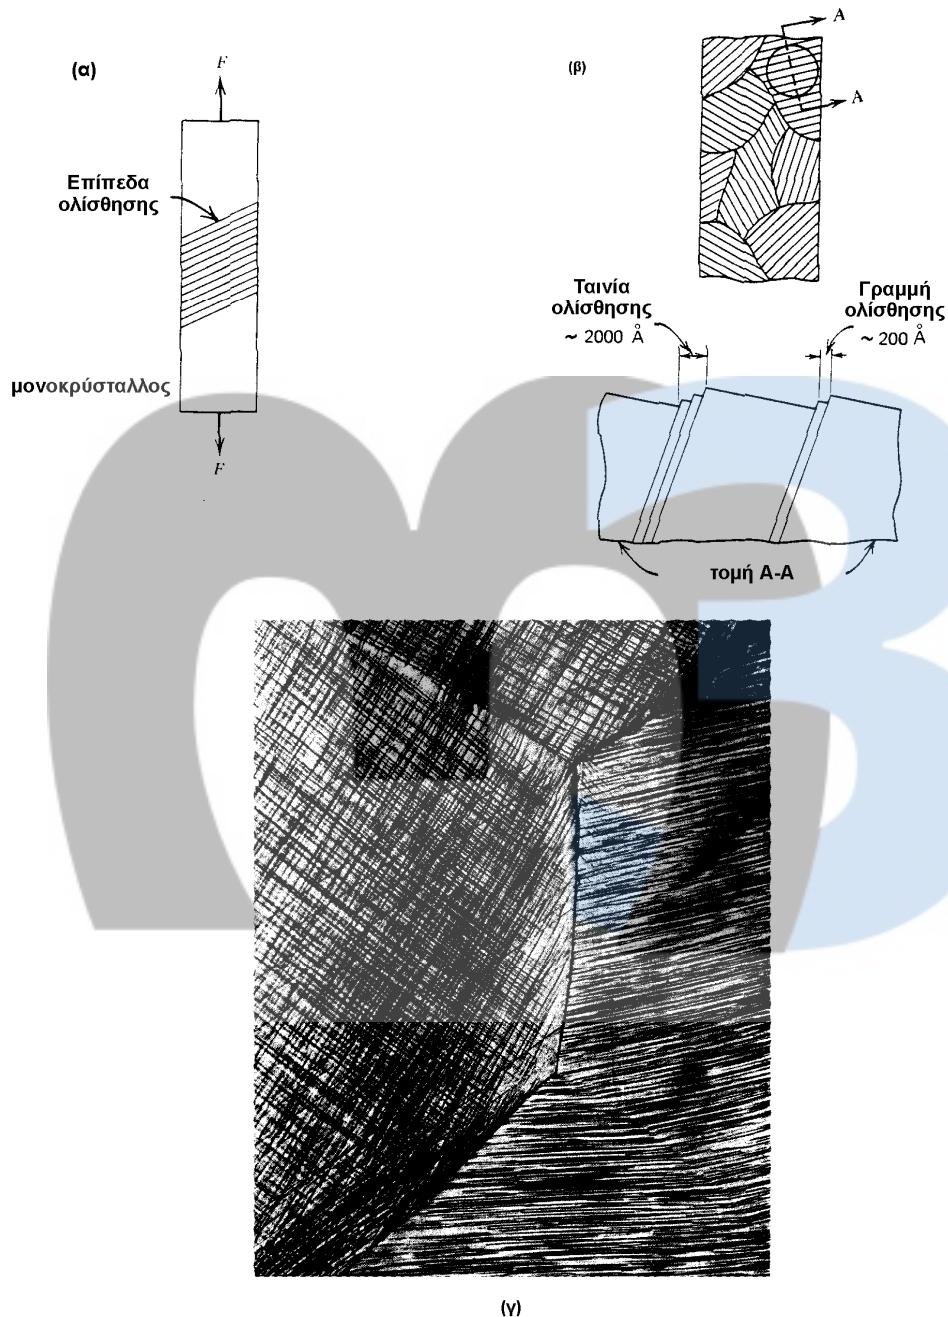 (α)
F
Επίπεδα
ολίσθησης
μονοκρύσταλλος
F
(β)
A
A
Ταινία
ολίσθησης
~ 2000 Å
Γραμμή
ολίσθησης
~ 200 Å
τομή Α-Α
(γ)